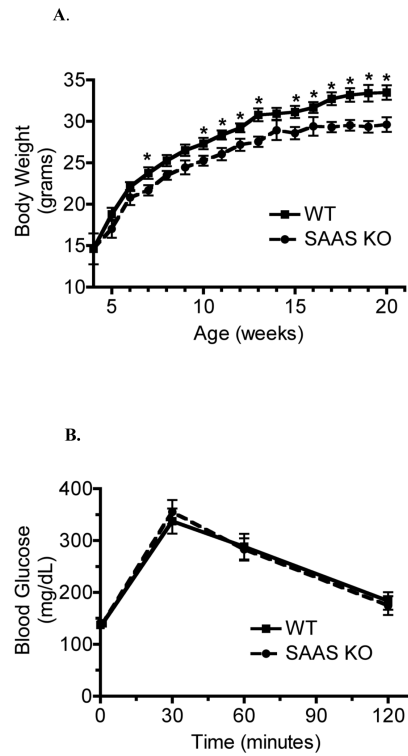 A.
35
30
25
20
15
10
Body Weight
(grams)
* * * * * * * * * * * *
WT
SAAS KO
5 10 15 20
Age (weeks)
B.
400
300
200
100
0
Blood Glucose
(mg/dL)
WT
SAAS KO
0 30 60 90 120
Time (minutes)